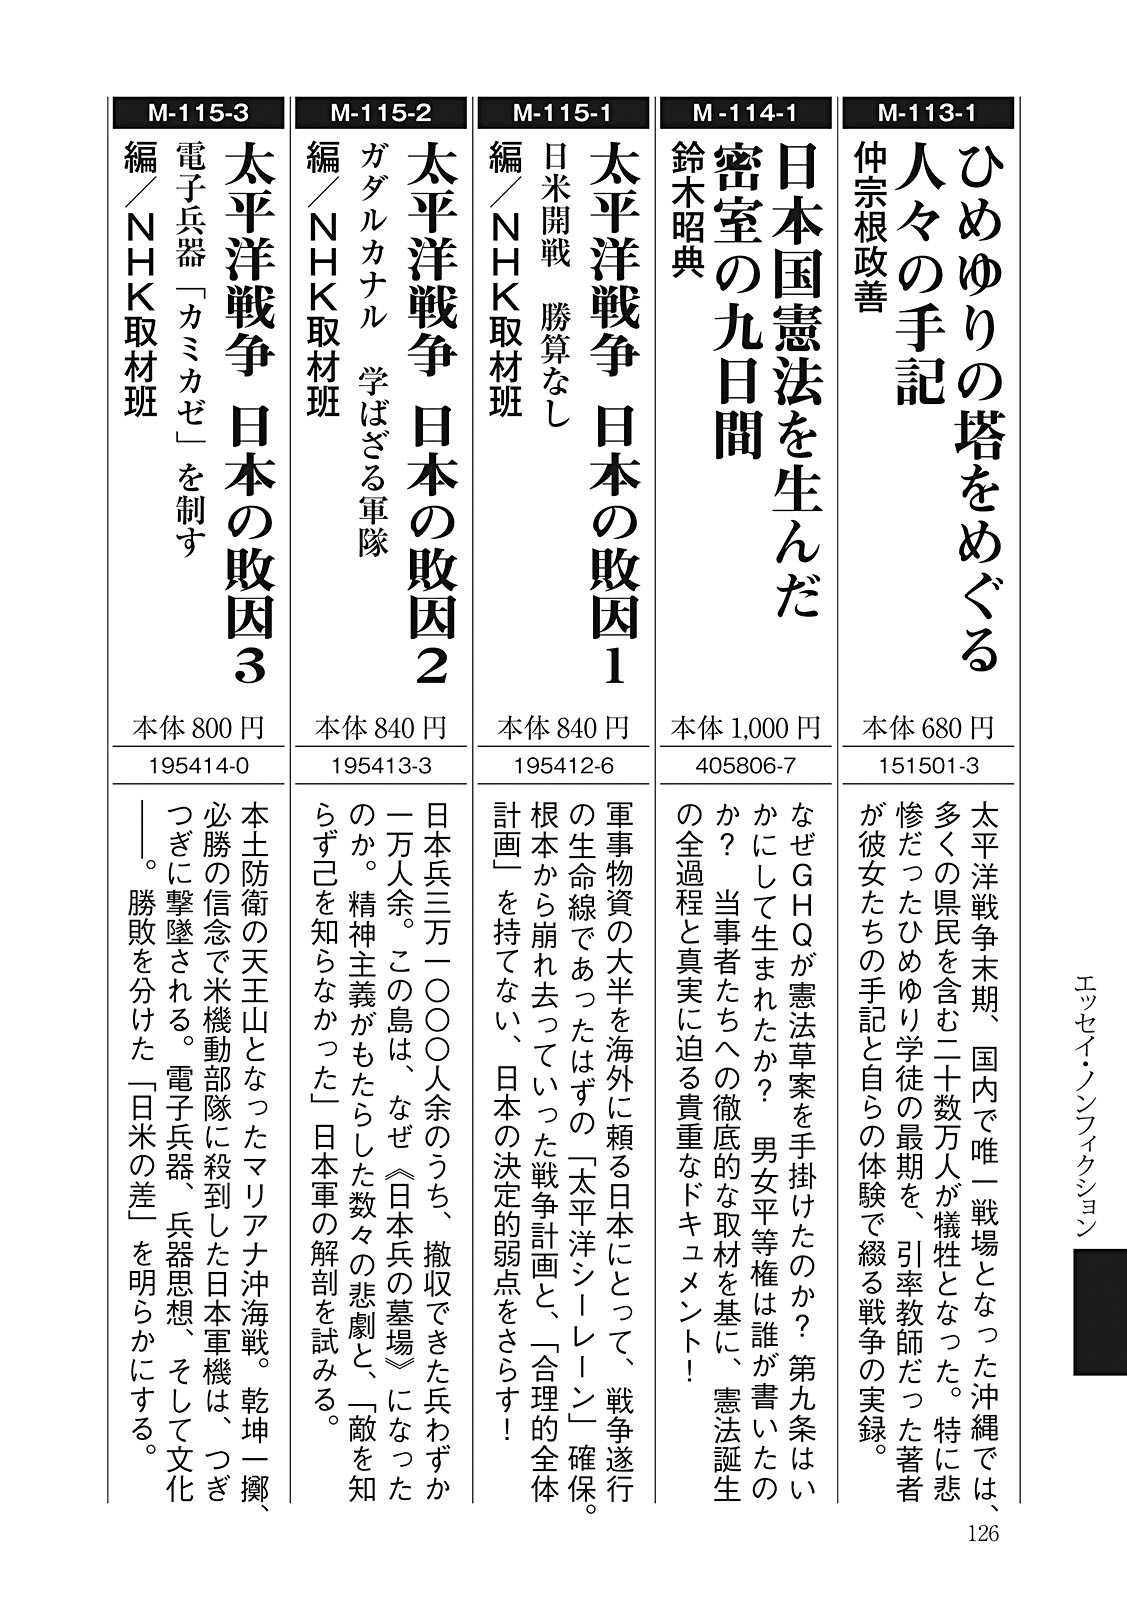 M-113-1
ひめゆりの塔をめぐる
人々の手記
仲宗根政善
本体 680 円
151501-3
太平洋戦争末期、国内で唯一戦場となった沖縄では、
多くの県民を含む二十数万人が犠牲となった。特に悲
惨だったひめゆり学徒の最期を、引率教師だった著者
が彼女たちの手記と自らの体験で綴る戦争の実録。
M-114-1
日本国憲法を生んだ
密室の九日間
鈴木昭典
本体 1,000 円
405806-7
なぜGHQが憲法草案を手掛けたのか？ 第九条はい
かにして生まれたか？ 男女平等権は誰が書いたの
か？ 当事者たちへの徹底的な取材を基に、憲法誕生
の全過程と真実に迫る貴重なドキュメント！
M-115-1
太平洋戦争 日本の敗因1
日米開戦 勝算なし
編／NHK取材班
本体 840 円
195412-6
軍事物資の大半を海外に頼る日本にとって、戦争遂行
の生命線であったはずの「太平洋シーレーン」確保。
根本から崩れ去っていった戦争計画と、「合理的全体
計画」を持てない、日本の決定的弱点をさらす！
M-115-2
太平洋戦争 日本の敗因2
ガダルカナル 学ばざる軍隊
編／NHK取材班
本体 840 円
195413-3
日本兵三万一〇〇〇人余のうち、撤収できた兵わずか
一万人余。この島は、なぜ《日本兵の墓場》になった
のか。精神主義がもたらした数々の悲劇と、「敵を知
らず己を知らなかった」日本軍の解剖を試みる。
M-115-3
太平洋戦争 日本の敗因3
電子兵器「カミカゼ」を制す
編／NHK取材班
本体 800 円
195414-0
本土防衛の天王山となったマリアナ沖海戦。乾坤一擲、
必勝の信念で米機動部隊に殺到した日本軍機は、つぎ
つぎに撃墜される。電子兵器、兵器思想、そして文化
――。勝敗を分けた「日米の差」を明らかにする。
エッセイ・ノンフィクション
126